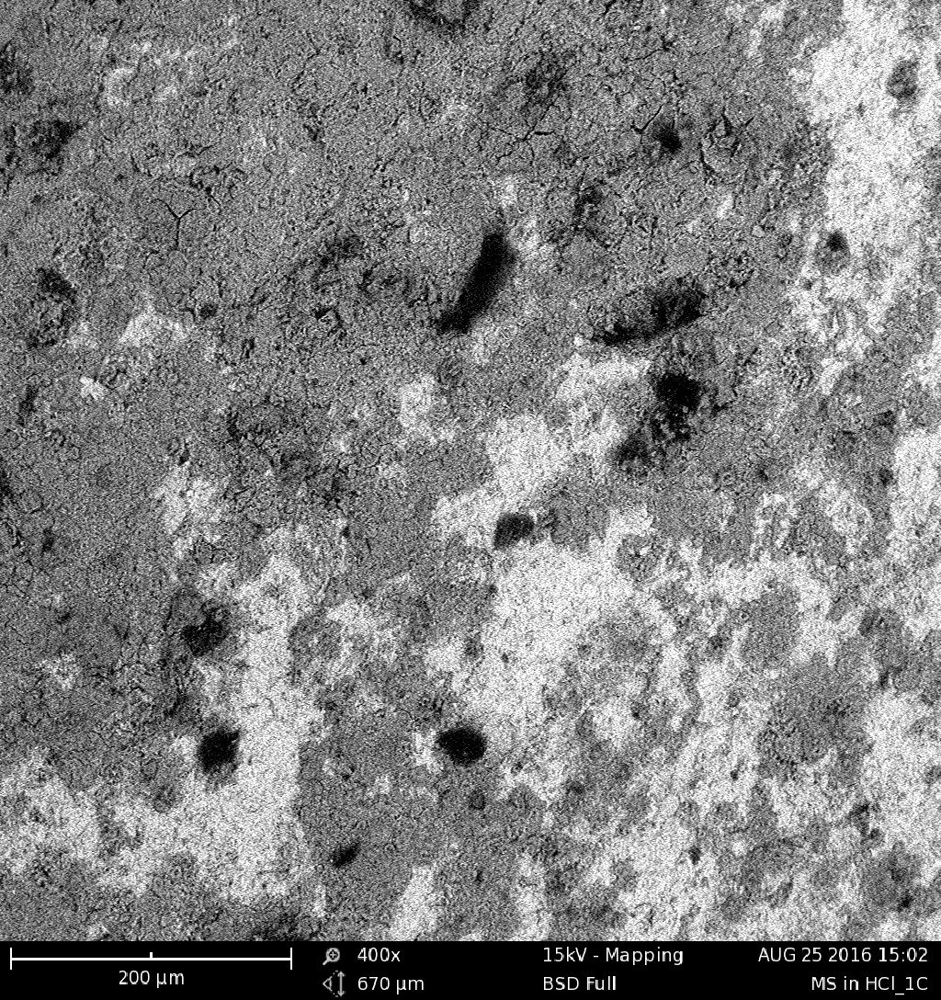 400x 15kV - Mapping AUG 25 2016 15:02
200 µm
670 µm BSD Full MS in HCl_1C